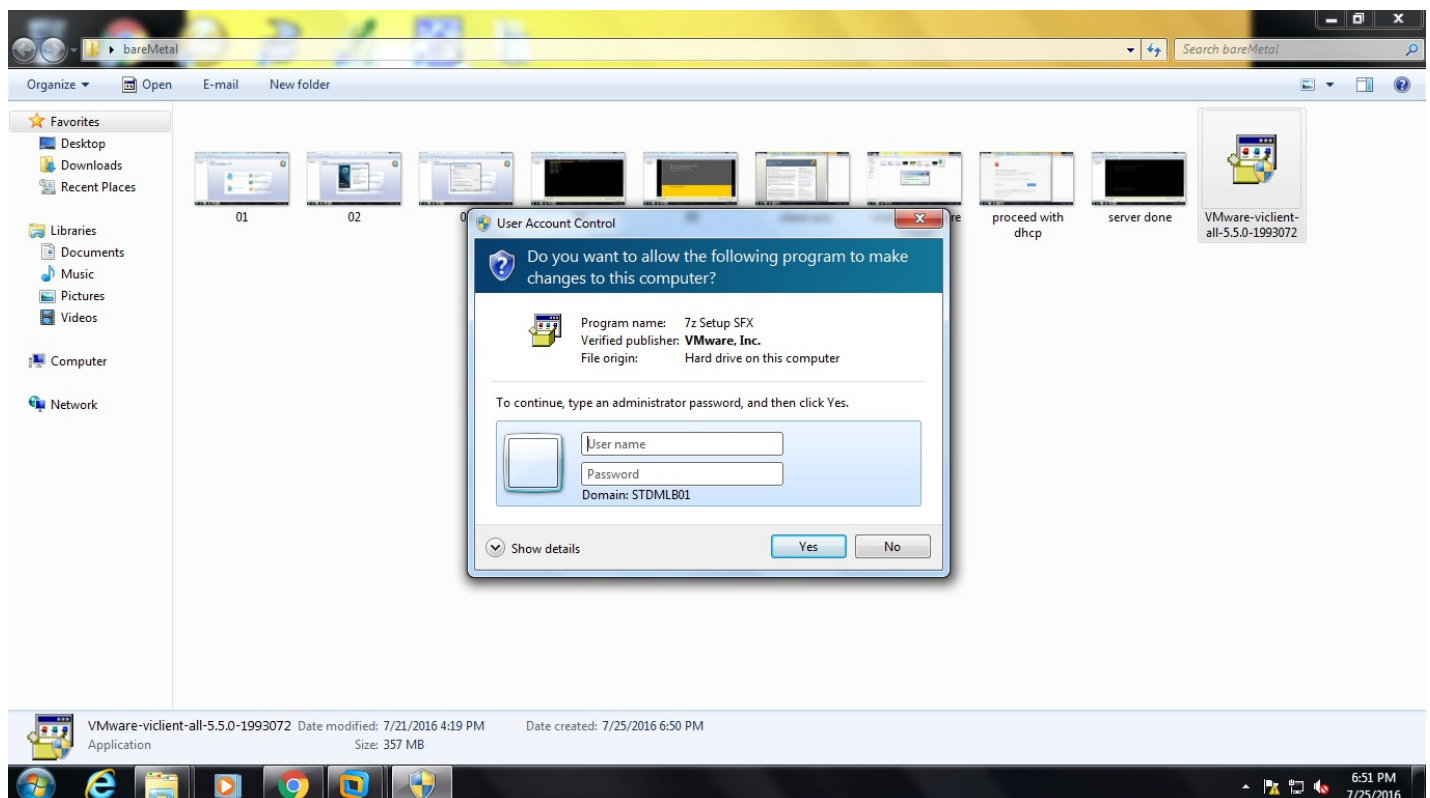 bareMetal
Search bareMetal
Organize
Open
E-mail
New folder
Favorites
Desktop
Downloads
Recent Places
Libraries
Documents
Music
Pictures
Videos
Computer
Network
01
02
0
re
proceed with
dhcp
server done
VMware-viclient-
all-5.5.0-1993072
User Account Control
Do you want to allow the following program to make
changes to this computer?
Program name: 7z Setup SFX
Verified publisher: VMware, Inc.
File origin: Hard drive on this computer
To continue, type an administrator password, and then click Yes.
User name
Password
Domain: STDMLB01
Show details
Yes
No
VMware-viclient-all-5.5.0-1993072 Date modified: 7/21/2016 4:19 PM Date created: 7/25/2016 6:50 PM
Application Size: 357 MB
6:51 PM
7/25/2016